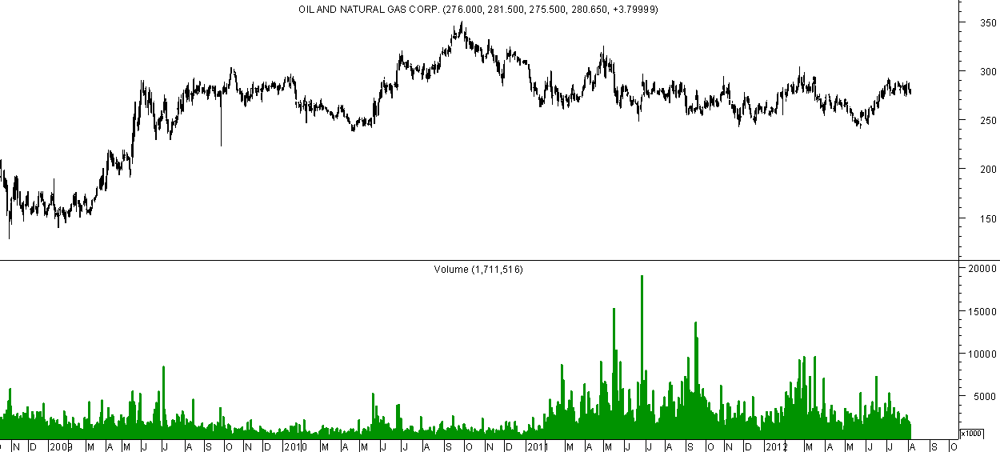 OIL AND NATURAL GAS CORP. (276.000, 281.500, 275.500, 280.650, +3.79999)
350
300
250
200
150
Volume (1,711,516)
20000
15000
10000
5000
x1000
N D 2009 M A M J J A S O N D 2010 M A M J J A S O N D 2011 M A M J J A S O N D 2012 M A M J J A S O